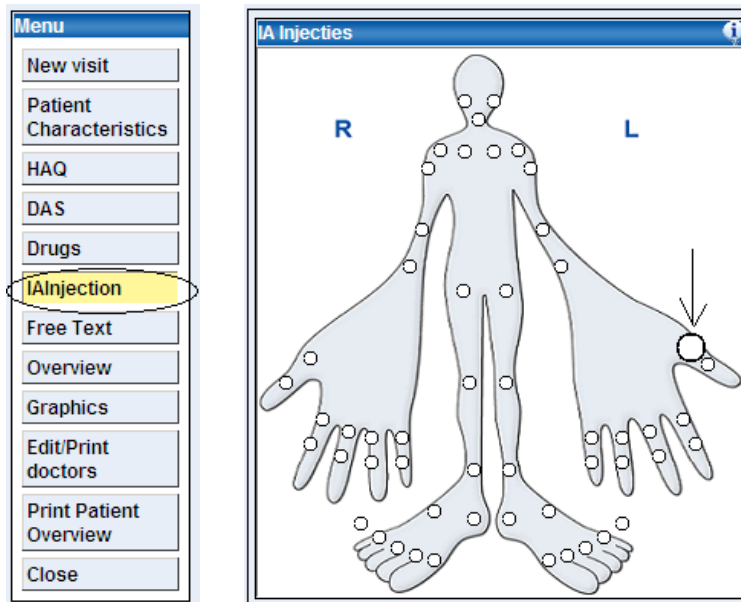 Menu
New visit
Patient
Characteristics
HAQ
DAS
Drugs
IAInjection
Free Text
Overview
Graphics
Edit/Print
doctors
Print Patient
Overview
Close
IA Injecties
i
R
L